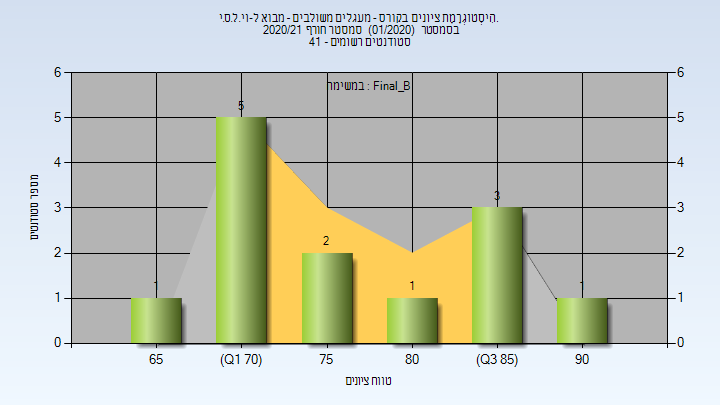 היסטוגרמת ציונים בקורס - מעגלים משולבים - מבוא ל-וי.ל.ס.י.
בסמסטר (01/2020) סמסטר חורף 2020/21
סטודנטים רשומים - 41
במשימה : Final_B
6 6
5 5 5
4 4
3 3 3
2 2 2
1 1 1 1 1
0 0
65 (Q1 70) 75 80 (Q3 85) 90
מספר סטודנטים
טווח ציונים